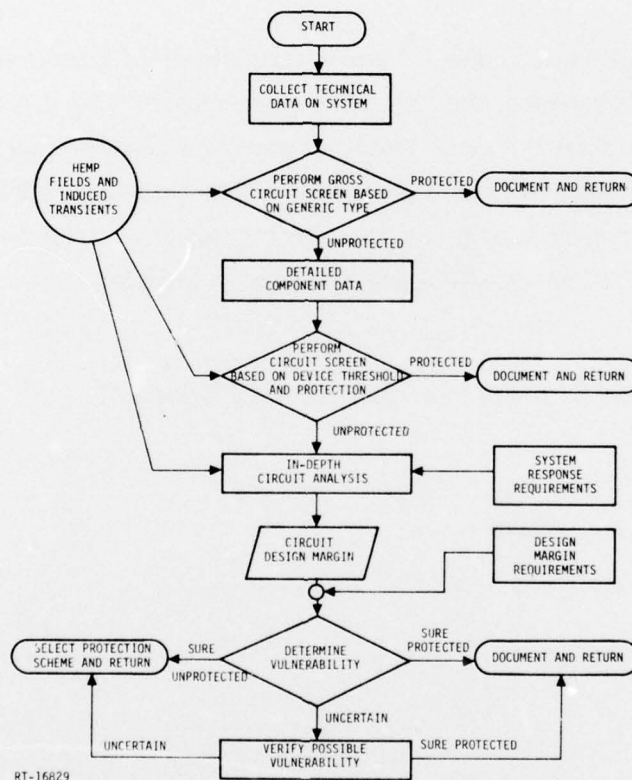 START
COLLECT TECHNICAL
DATA ON SYSTEM
HEMP
FIELDS AND
INDUCED
TRANSIENTS
PERFORM GROSS
CIRCUIT SCREEN BASED
ON GENERIC TYPE
PROTECTED
DOCUMENT AND RETURN
UNPROTECTED
DETAILED
COMPONENT DATA
PERFORM
CIRCUIT SCREEN
BASED ON DEVICE THRESHOLD
AND PROTECTION
PROTECTED
DOCUMENT AND RETURN
UNPROTECTED
IN-DEPTH
CIRCUIT ANALYSIS
SYSTEM
RESPONSE
REQUIREMENTS
CIRCUIT
DESIGN MARGIN
DESIGN
MARGIN
REQUIREMENTS
SELECT PROTECTION
SCHEME AND RETURN
SURE
UNPROTECTED
DETERMINE
VULNERABILITY
SURE
PROTECTED
DOCUMENT AND RETURN
UNCERTAIN
UNCERTAIN
VERIFY POSSIBLE
VULNERABILITY
SURE PROTECTED
RT-16829